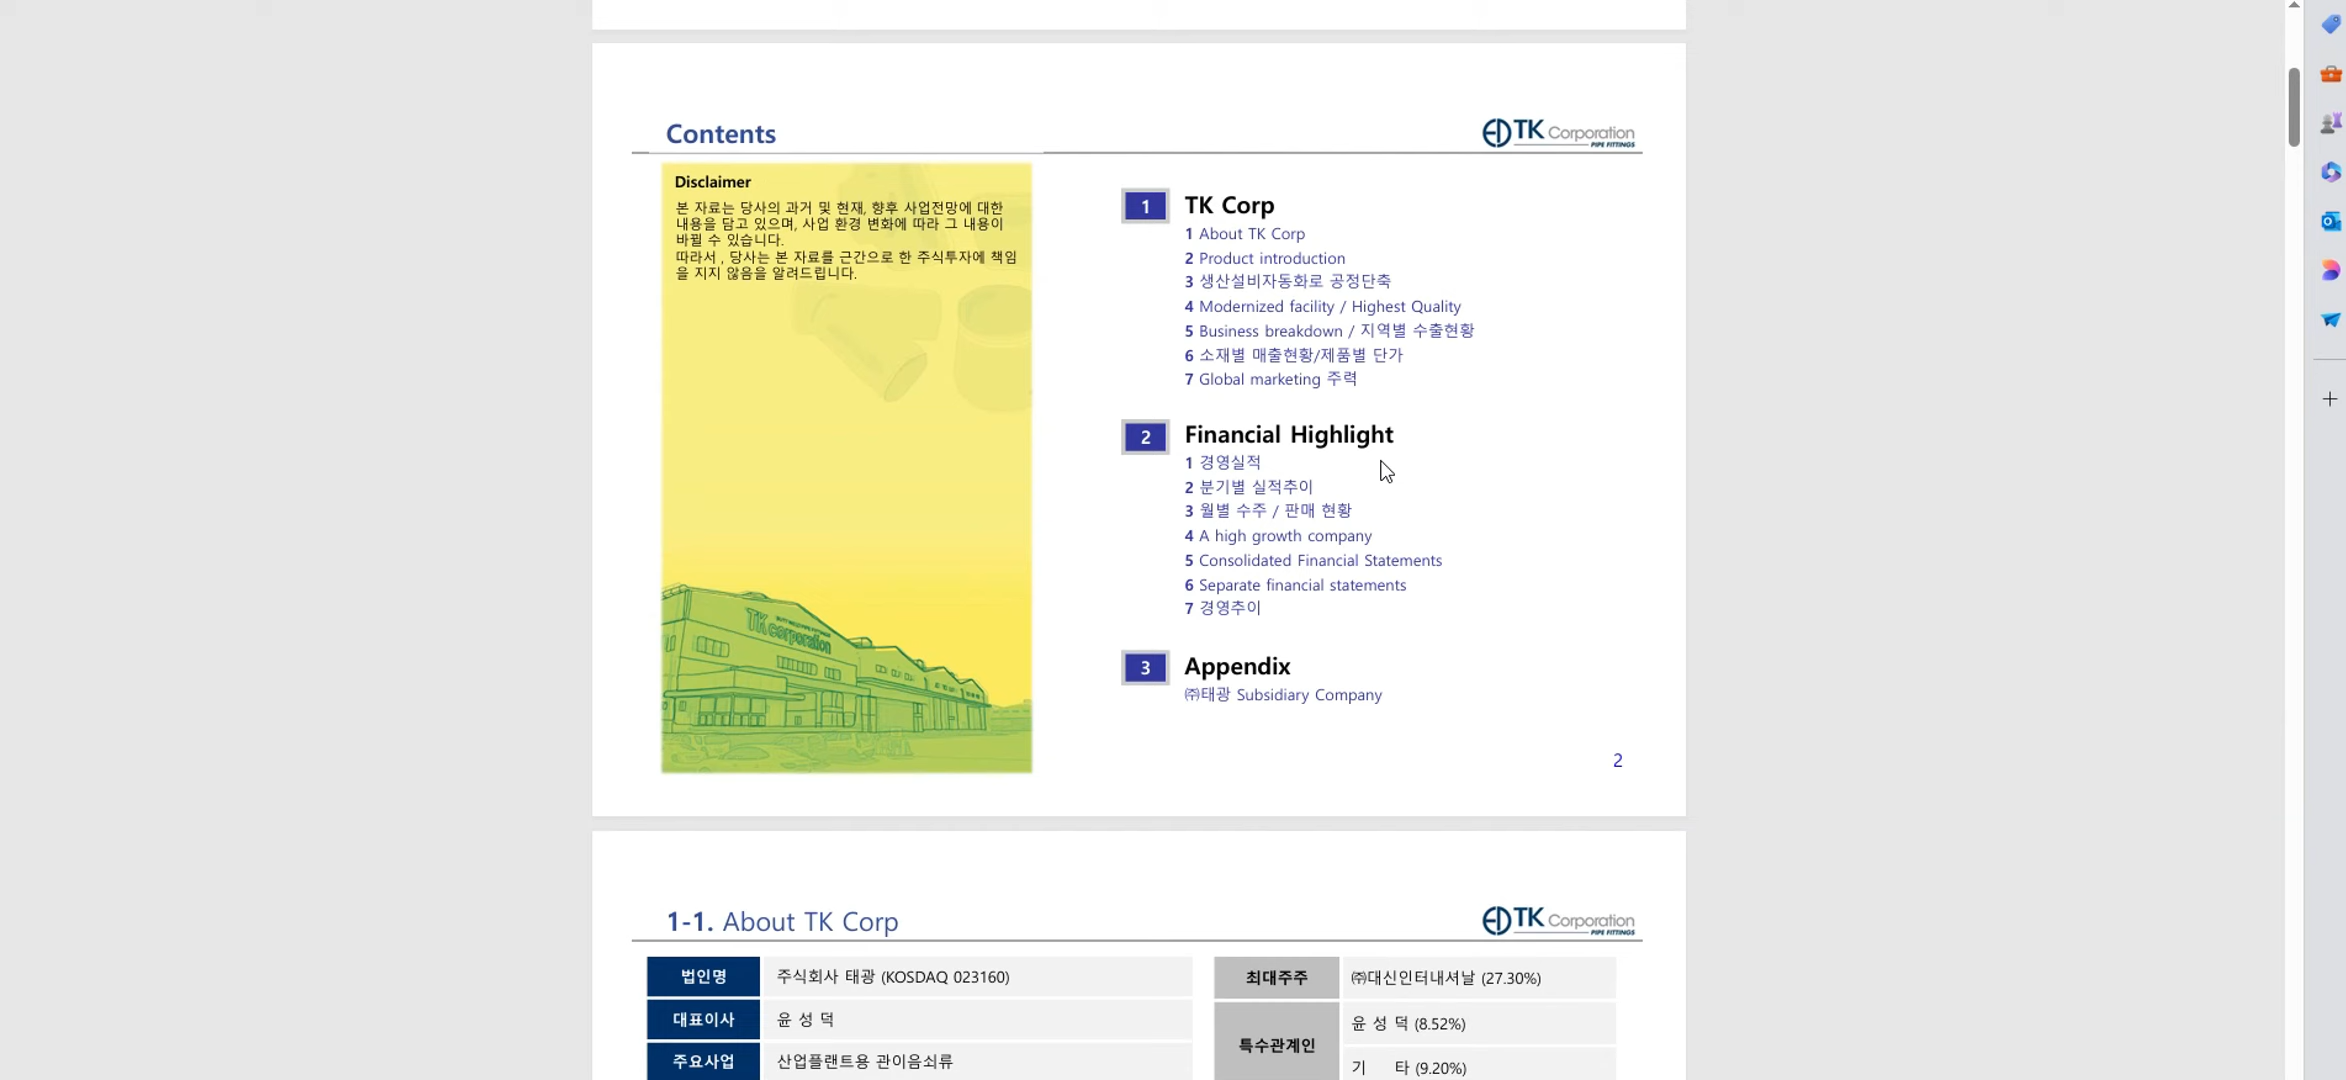 Contents
TK Corporation
PIPE FITTINGS
Disclaimer
본 자료는 당사의 과거 및 현재, 향후 사업전망에 대한
내용을 담고 있으며, 사업 환경 변화에 따라 그 내용이
바뀔 수 있습니다.
따라서 , 당사는 본 자료를 근간으로 한 주식투자에 책임
을 지지 않음을 알려드립니다.
TK corporation
1 TK Corp
1 About TK Corp
2 Product introduction
3 생산설비자동화로 공정단축
4 Modernized facility / Highest Quality
5 Business breakdown / 지역별 수출현황
6 소재별 매출현황/제품별 단가
7 Global marketing 주력
2 Financial Highlight
1 경영실적
2 분기별 실적추이
3 월별 수주 / 판매 현황
4 A high growth company
5 Consolidated Financial Statements
6 Separate financial statements
7 경영추이
3 Appendix
㈜태광 Subsidiary Company
2
1-1. About TK Corp
TK Corporation
PIPE FITTINGS
법인명 주식회사 태광 (KOSDAQ 023160)
대표이사 윤 성 덕
주요사업 산업플랜트용 관이음쇠류
최대주주 ㈜대신인터내셔날 (27.30%)
특수관계인 윤 성 덕 (8.52%)
기 타 (9.20%)